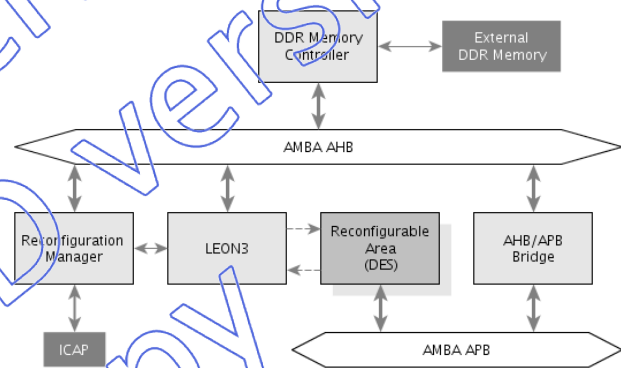 DDR Memory
Controller
External
DDR Memory
AMBA AHB
Reconfiguration
Manager
LEON3
Reconfigurable
Area
(DES)
AHB/APB
Bridge
ICAP
AMBA APB